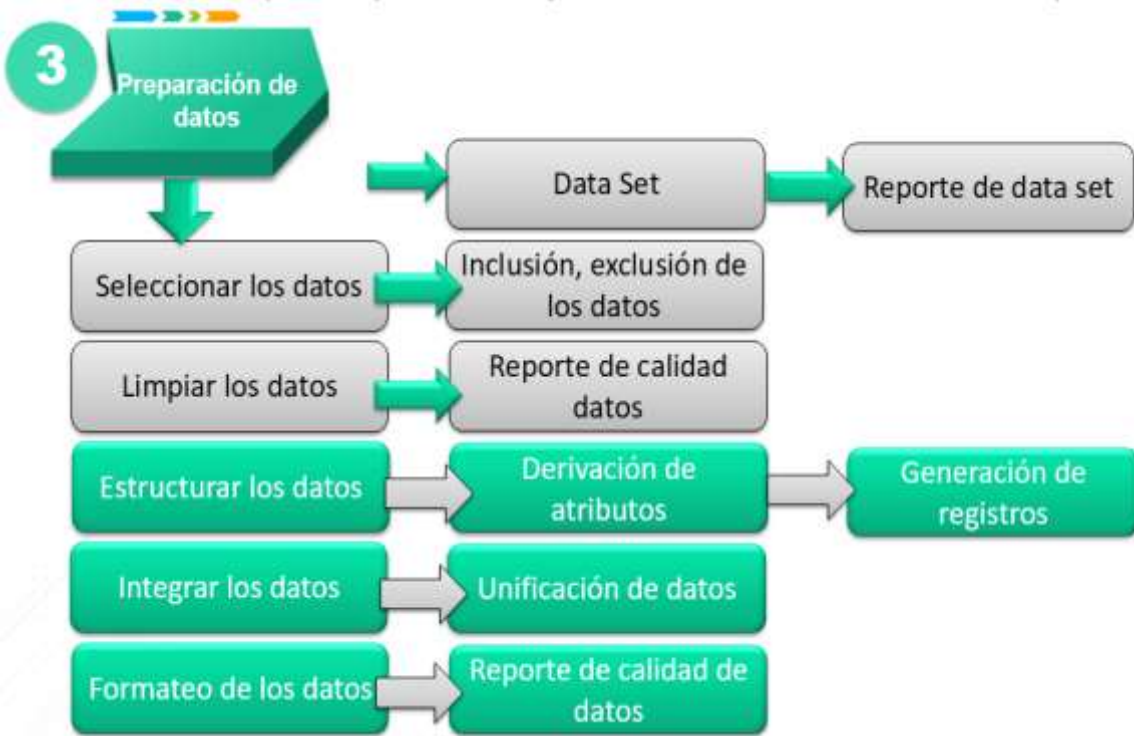 3
Preparación de
datos
Data Set
Reporte de data set
Seleccionar los datos
Inclusión, exclusión de
los datos
Limpiar los datos
Reporte de calidad
datos
Estructurar los datos
Derivación de
atributos
Generación de
registros
Integrar los datos
Unificación de datos
Formateo de los datos
Reporte de calidad de
datos